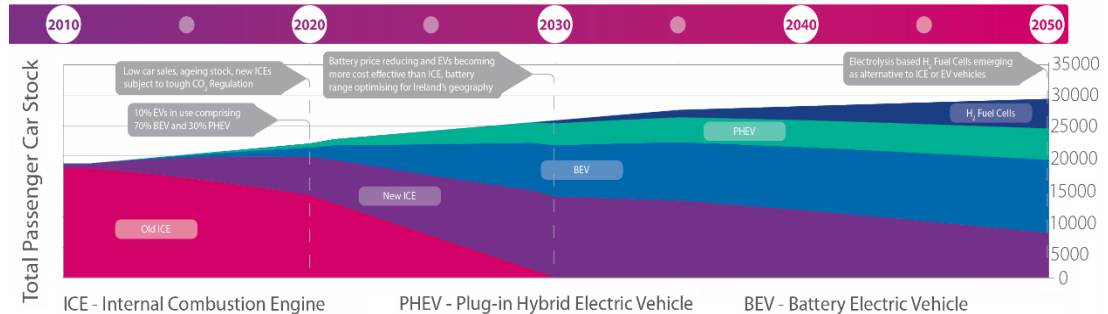 2010 2020 2030 2040 2050
Low car sales, ageing stock, new ICEs
subject to tough CO2 Regulation
Battery price reducing and EVs becoming
more cost effective than ICE, battery
range optimising for Ireland's geography
Electrolysis based H2 Fuel Cells emerging
as alternative to ICE or EV vehicles
10% EVs in use comprising
70% BEV and 30% PHEV
Total Passenger Car Stock
35000
30000
25000
20000
15000
10000
5000
0
H2 Fuel Cells
PHEV
BEV
New ICE
Old ICE
ICE - Internal Combustion Engine PHEV - Plug-in Hybrid Electric Vehicle BEV - Battery Electric Vehicle